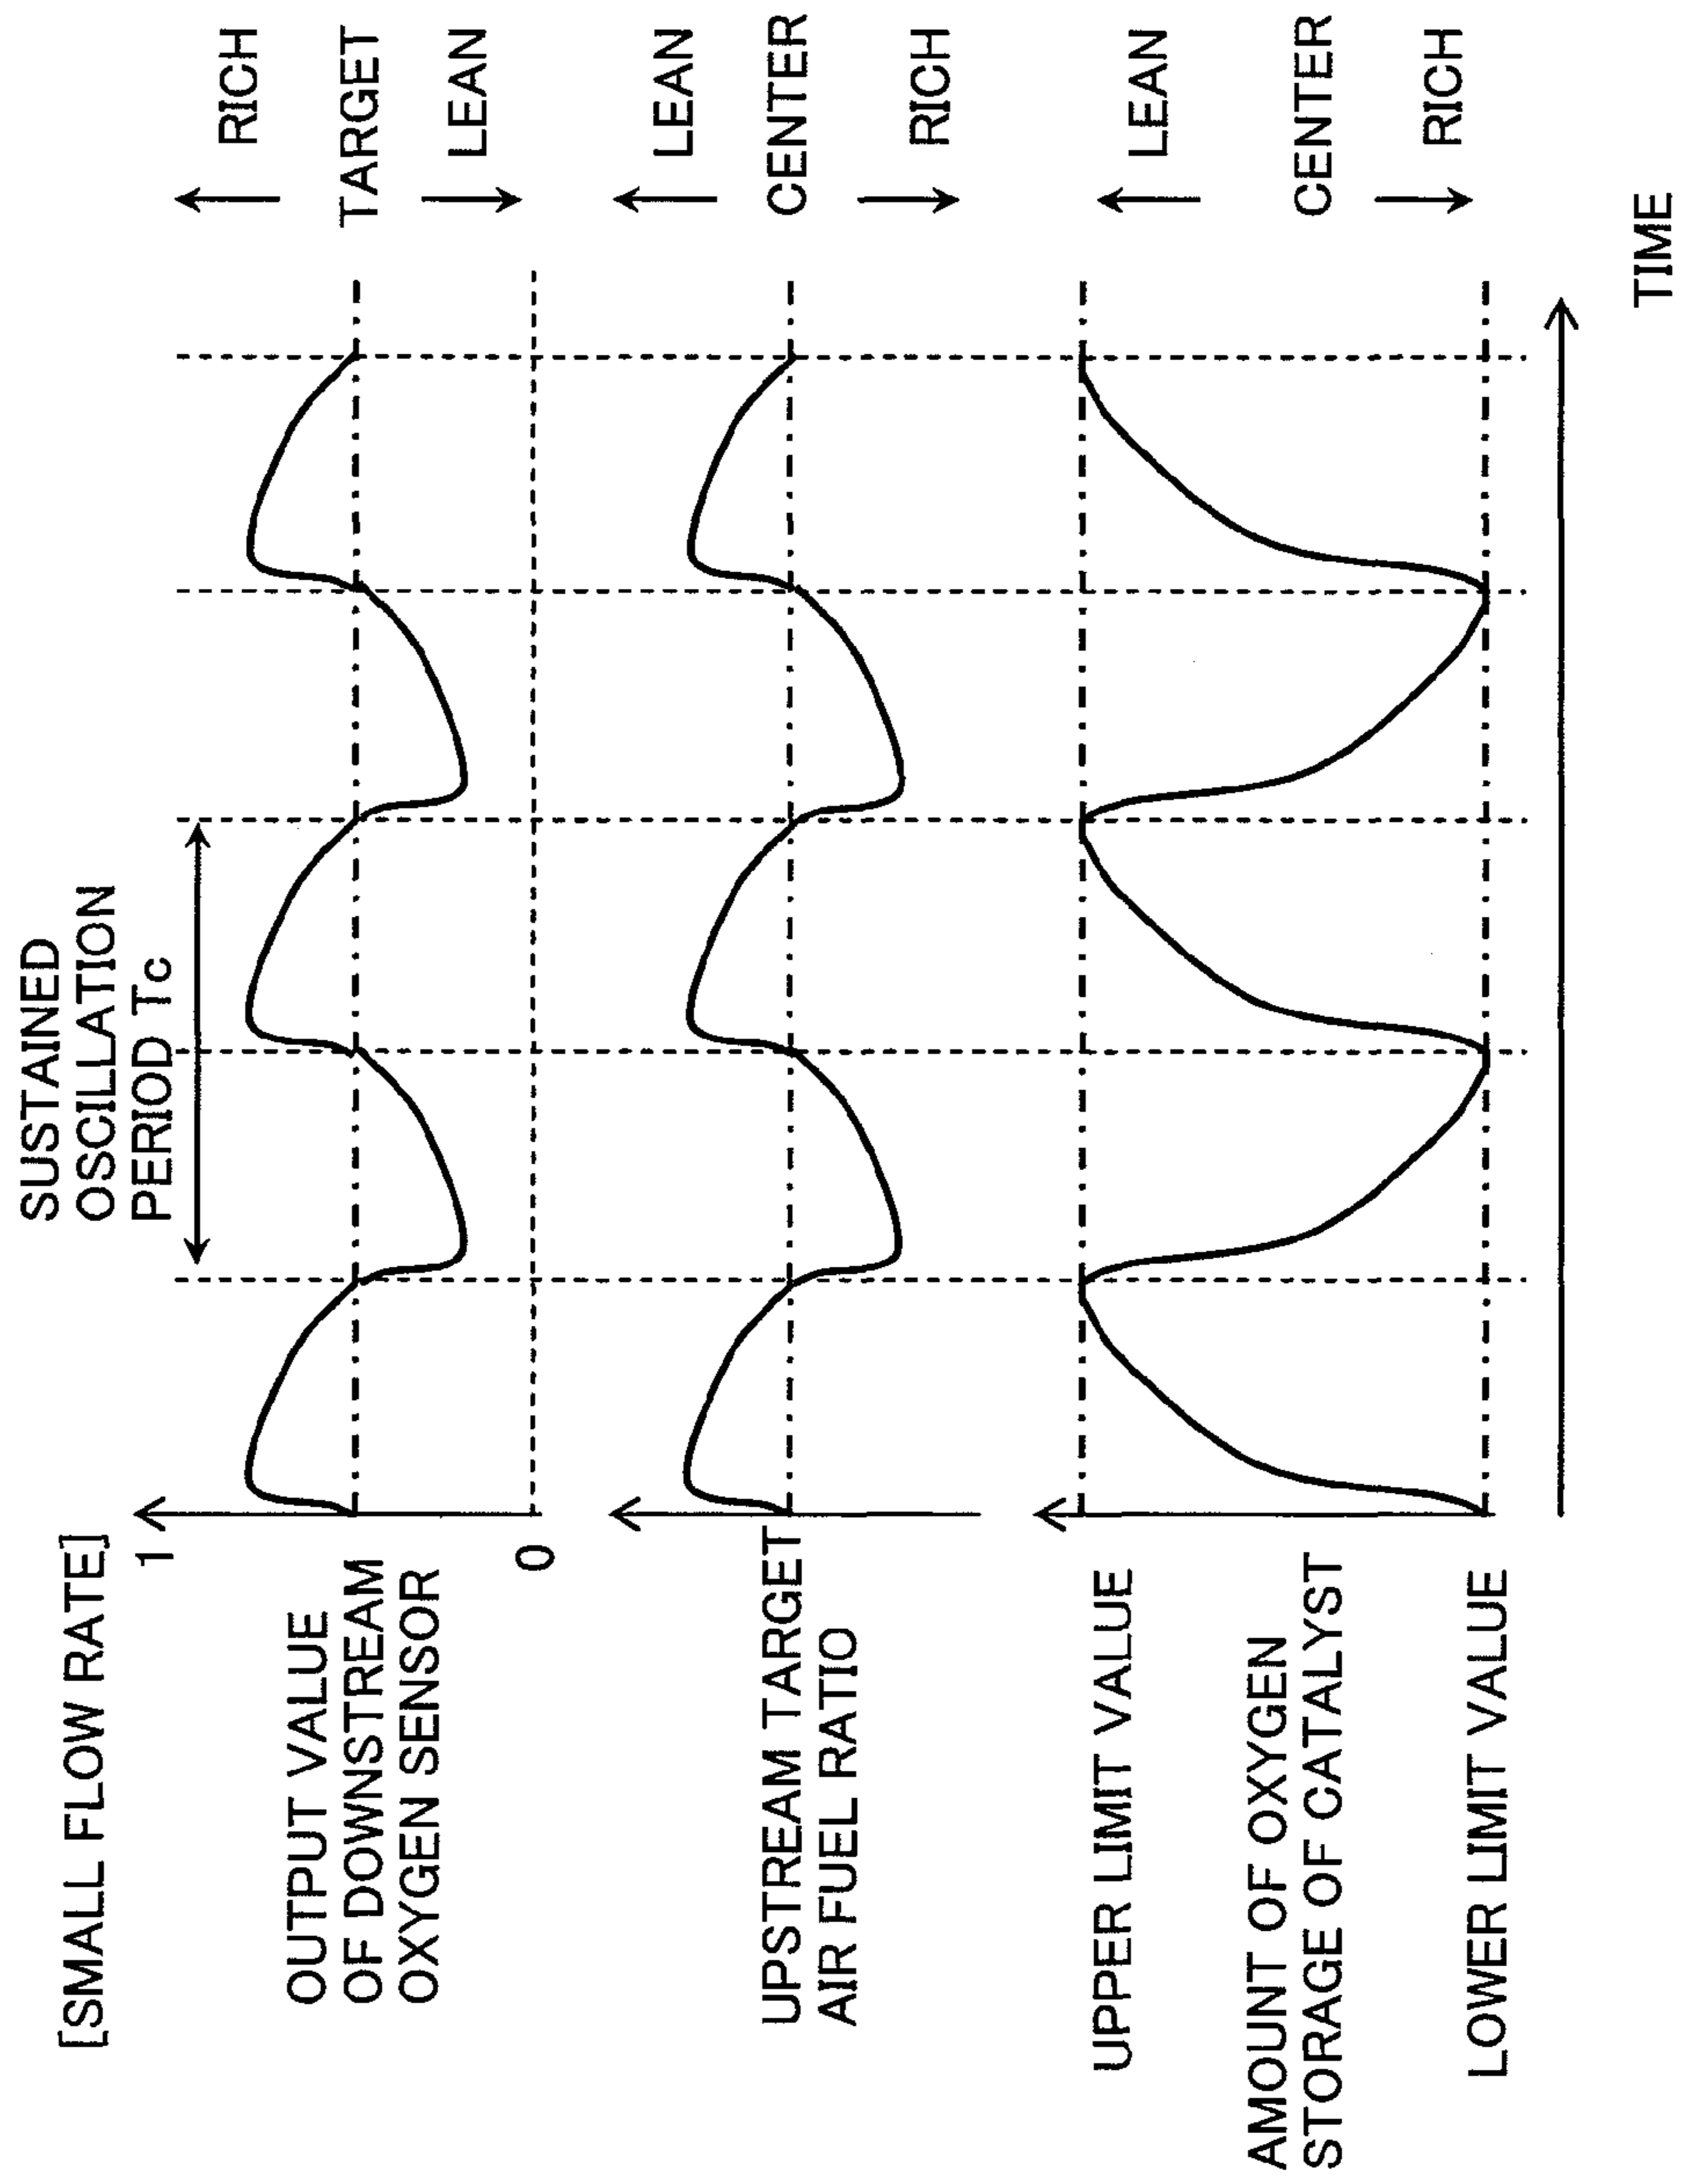 [SMALL FLOW RATE]
SUSTAINED
OSCILLATION
PERIOD Tc
1
OUTPUT VALUE
OF DOWNSTREAM
OXYGEN SENSOR
0
RICH
TARGET
LEAN
UPSTREAM TARGET
AIR FUEL RATIO
LEAN
CENTER
RICH
UPPER LIMIT VALUE
AMOUNT OF OXYGEN
STORAGE OF CATALYST
LOWER LIMIT VALUE
LEAN
CENTER
RICH
TIME